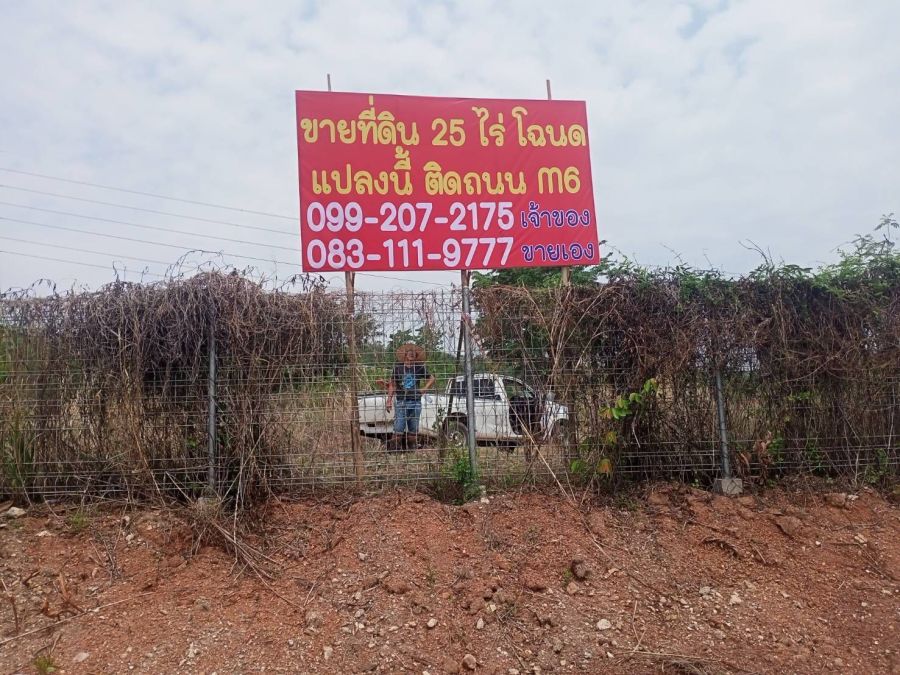 ขายที่ดิน 25 ไร่ โฉนด
แปลงนี้ ติดถนน M6
099-207-2175 เจ้าของ
083-111-9777 ขายเอง